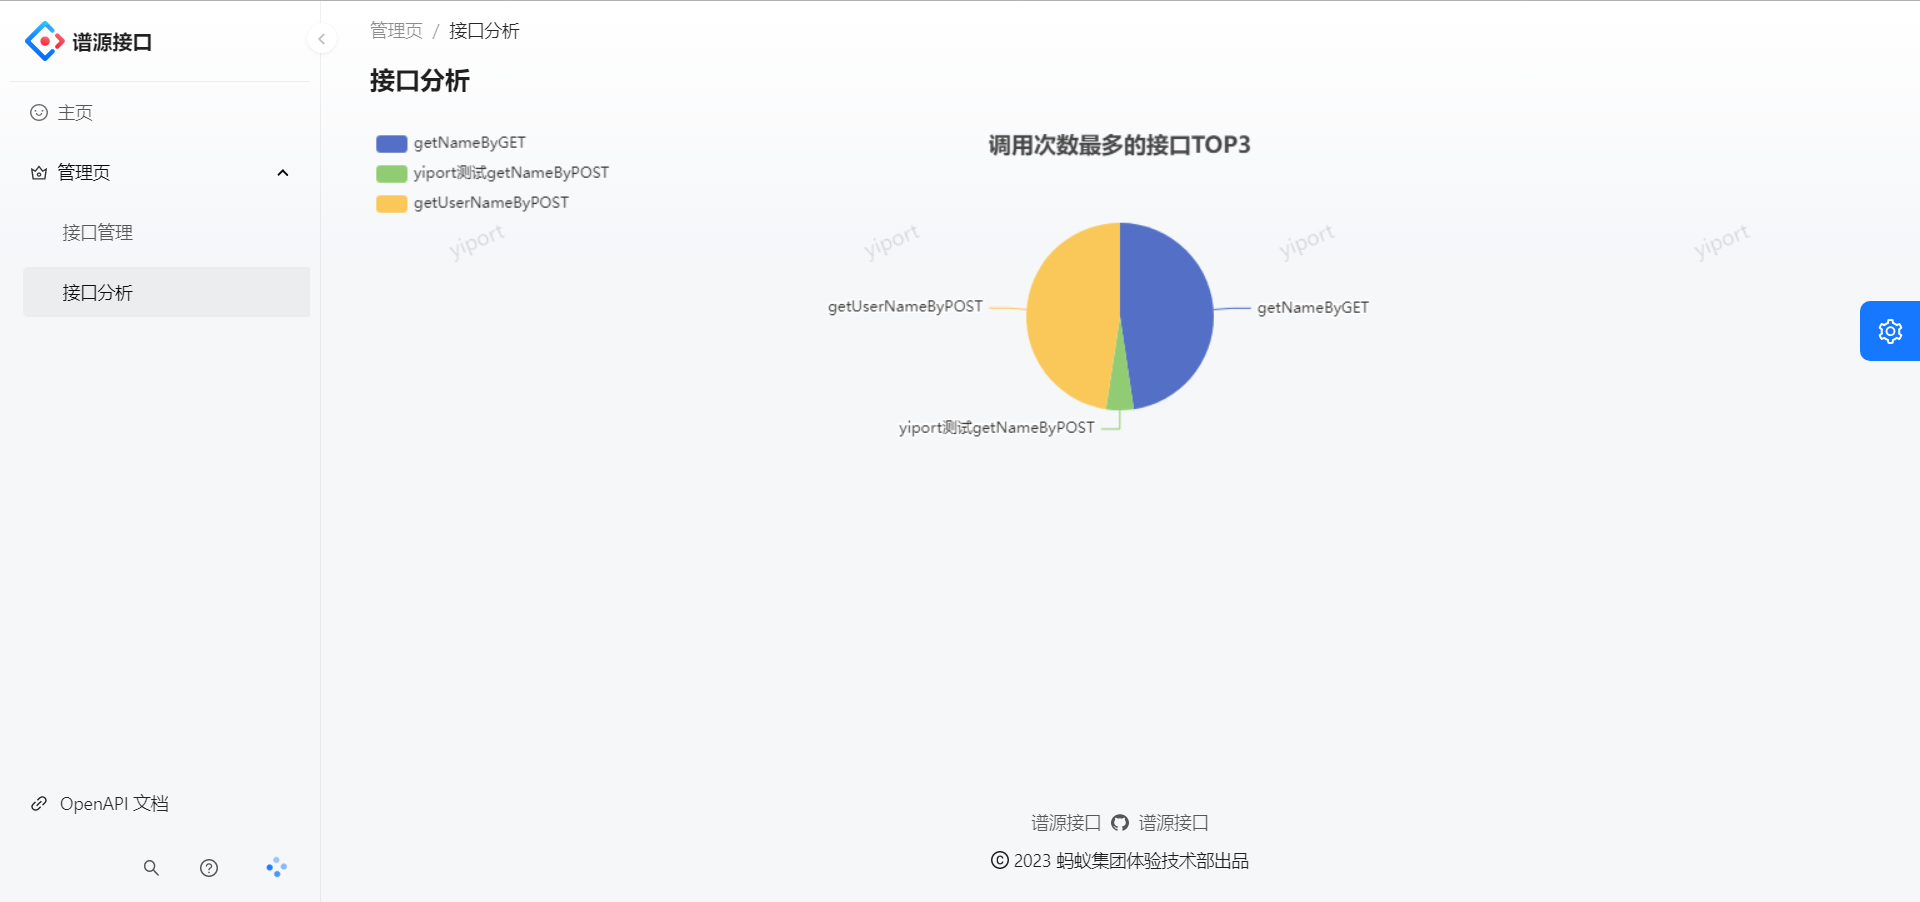 谱源接口
主页
管理页
接口管理
接口分析
OpenAPI 文档
管理页 / 接口分析
接口分析
getNameByGET
yiport测试getNameByPOST
getUserNameByPOST
调用次数最多的接口TOP3
yiport yiport yiport yiport
getUserNameByPOST
getNameByGET
yiport测试getNameByPOST
谱源接口 谱源接口
© 2023 蚂蚁集团体验技术部出品